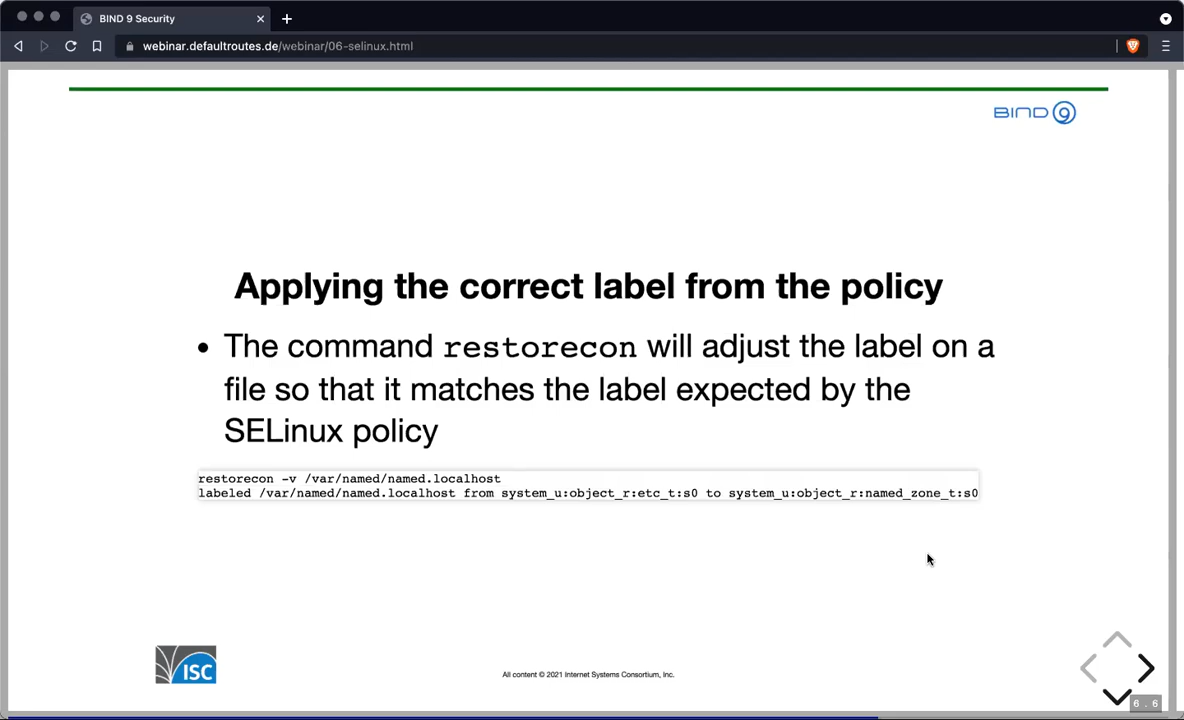 BIND 9 Security
webinar.defaultroutes.de/webinar/06-selinux.html
BIND 9
Applying the correct label from the policy
• The command restorecon will adjust the label on a
file so that it matches the label expected by the
SELinux policy
restorecon -v /var/named/named.localhost
labeled /var/named/named.localhost from system_u:object_r:etc_t:s0 to system_u:object_r:named_zone_t:s0
ISC
All content © 2021 Internet Systems Consortium, Inc.
6 . 6